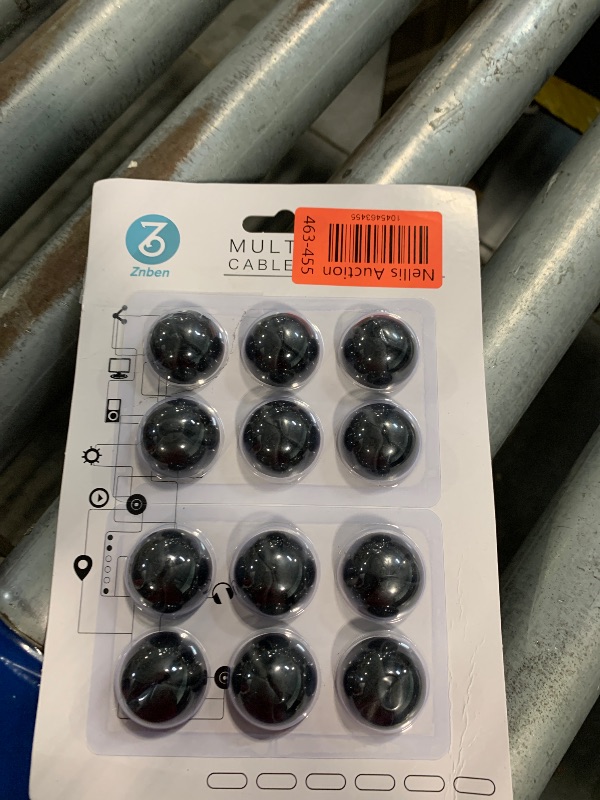 Znben
MULT
CABLE
Nellis Auction
1045463455
463-455